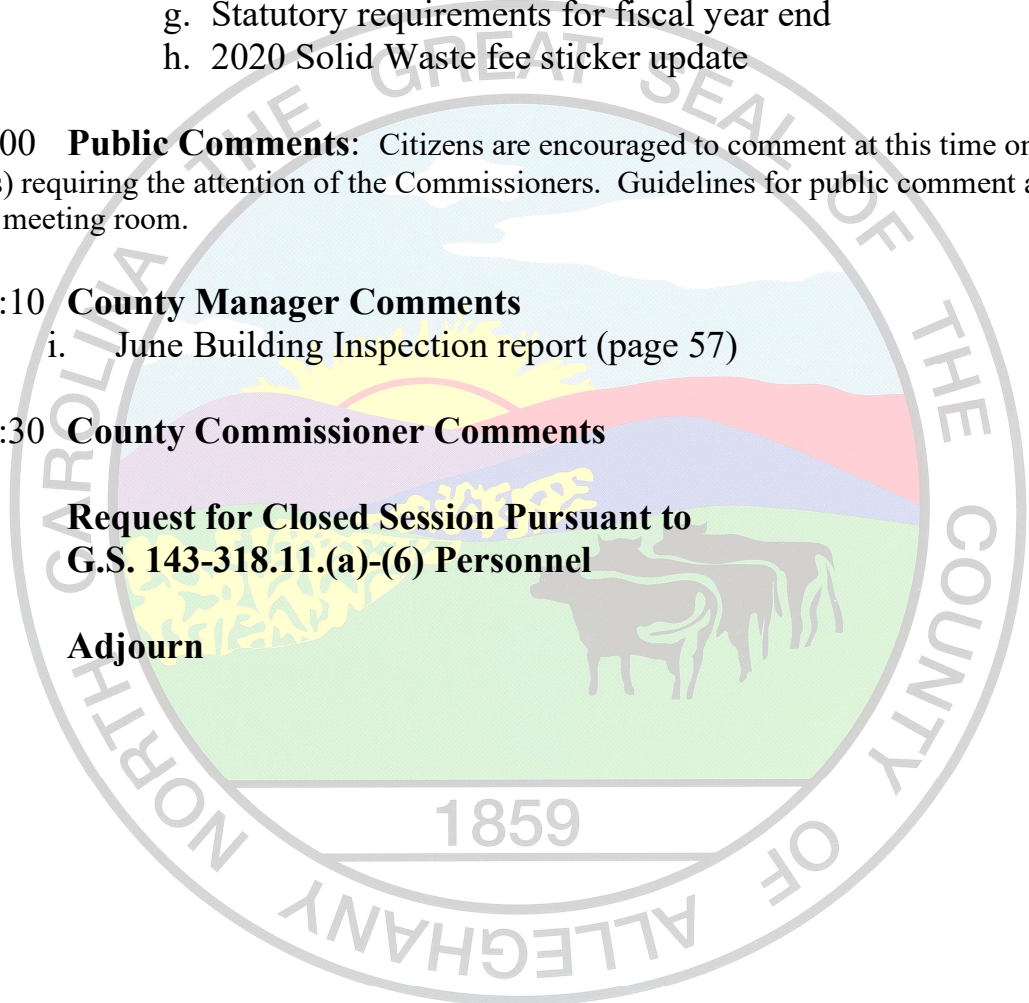 g. Statutory requirements for fiscal year end
h. 2020 Solid Waste fee sticker update
00 Public Comments: Citizens are encouraged to comment at this time on
s) requiring the attention of the Commissioners. Guidelines for public comment a
meeting room.
:10 County Manager Comments
i. June Building Inspection report (page 57)
:30 County Commissioner Comments
Request for Closed Session Pursuant to
G.S. 143-318.11.(a)-(6) Personnel
Adjourn
THE GREAT SEAL OF THE COUNTY OF ALLEGHANY NORTH CAROLINA
1859